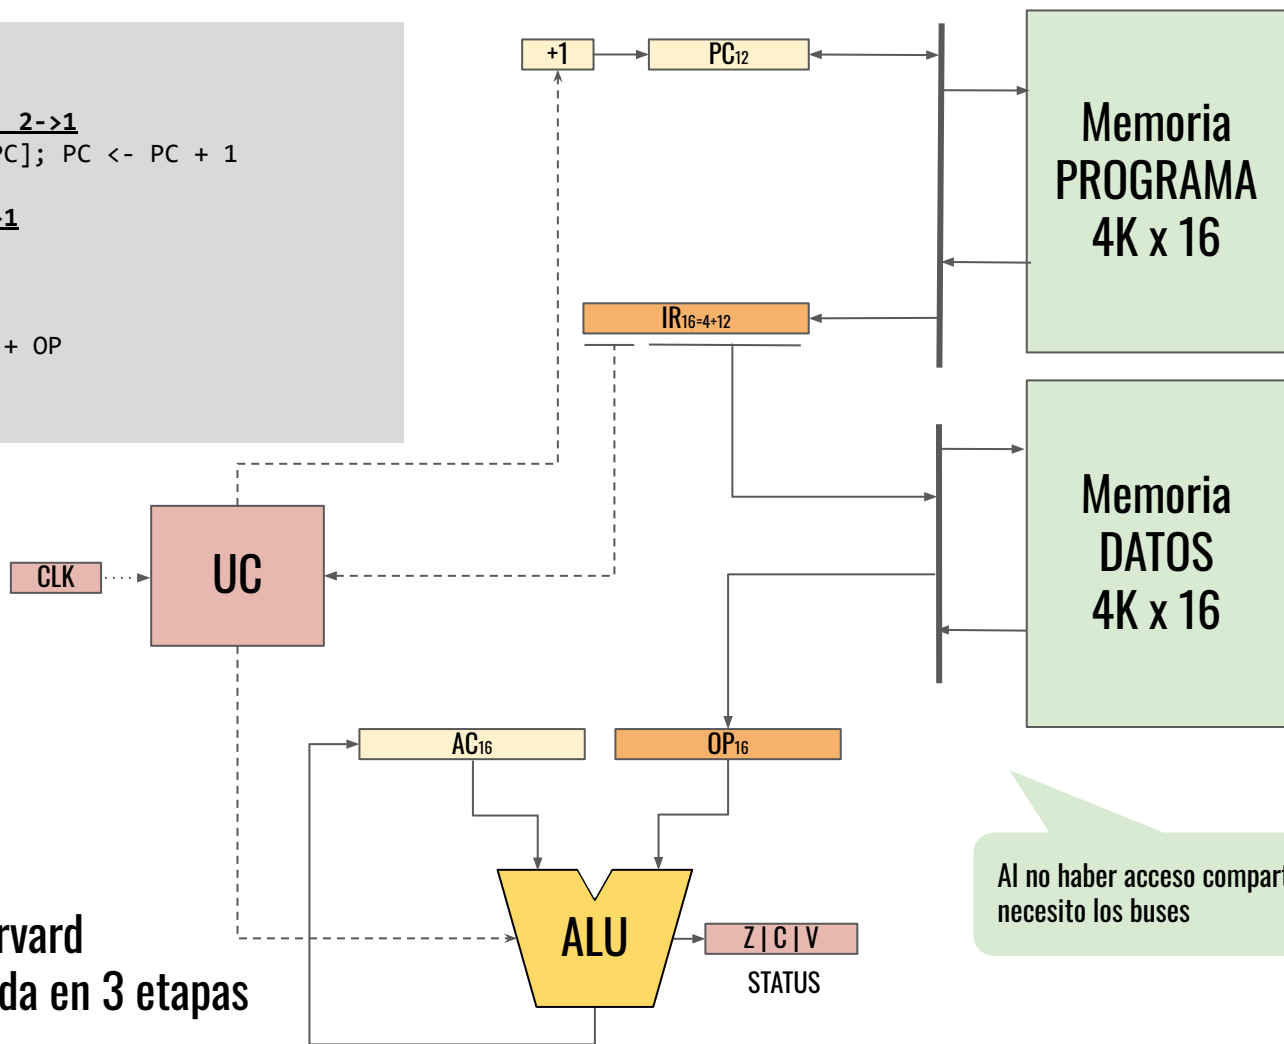 2->1
PC]; PC <- PC + 1
>1
+ OP
+1
PC12
Memoria
PROGRAMA
4K x 16
IR16=4+12
Memoria
DATOS
4K x 16
CLK
UC
AC16
OP16
ALU
Z | C | V
STATUS
Al no haber acceso compart
necesito los buses
rvard
da en 3 etapas